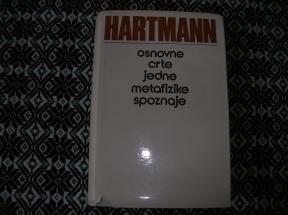 HARTMANN
osnovne
crte
jedne
metafizike
spoznaje